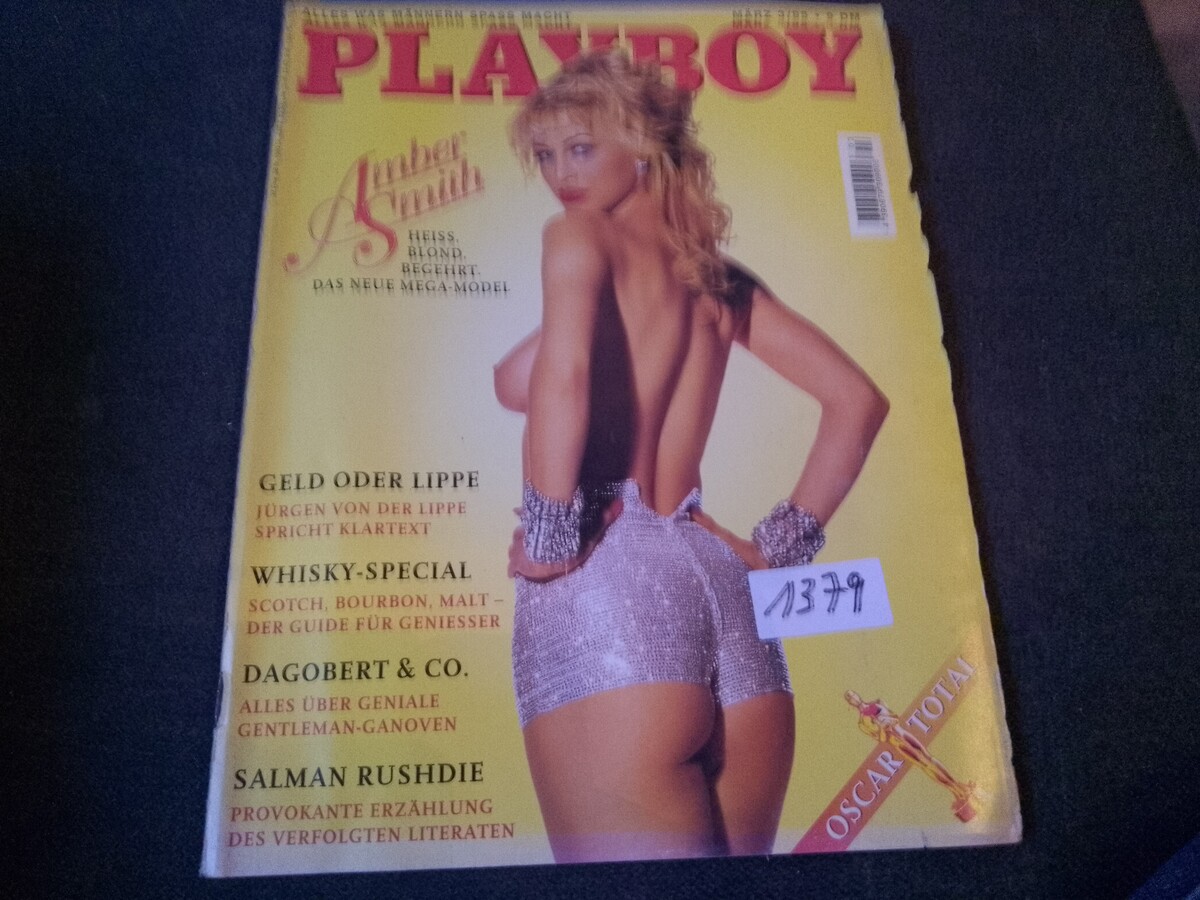 ALLES WAS MÄNNERN SPASS MACHT
PLAYBOY
Amber
Smith
HEISS,
BLOND,
BEGEHRT.
DAS NEUE MEGA-MODEL
GELD ODER LIPPE
JÜRGEN VON DER LIPPE
SPRICHT KLARTEXT
WHISKY-SPECIAL
SCOTCH, BOURBON, MALT –
DER GUIDE FÜR GENIESSER
DAGOBERT & CO.
ALLES ÜBER GENIALE
GENTLEMAN-GANOVEN
SALMAN RUSHDIE
PROVOKANTE ERZÄHLUNG
DES VERFOLGTEN LITERATEN
1379
OSCAR TOTAL